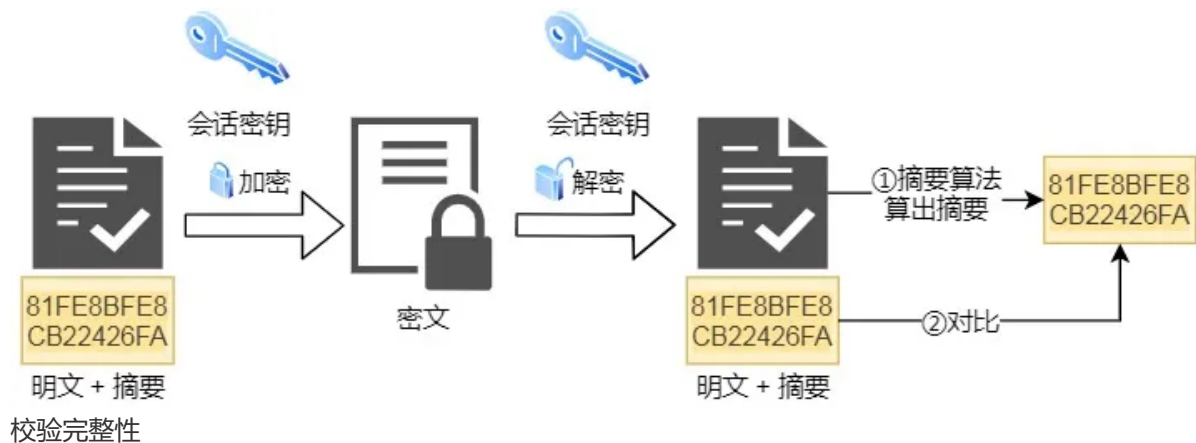 会话密钥
会话密钥
加密
解密
①摘要算法
算出摘要
81FE8BFE8
CB22426FA
81FE8BFE8
CB22426FA
密文
81FE8BFE8
CB22426FA
②对比
明文 + 摘要
明文 + 摘要
校验完整性